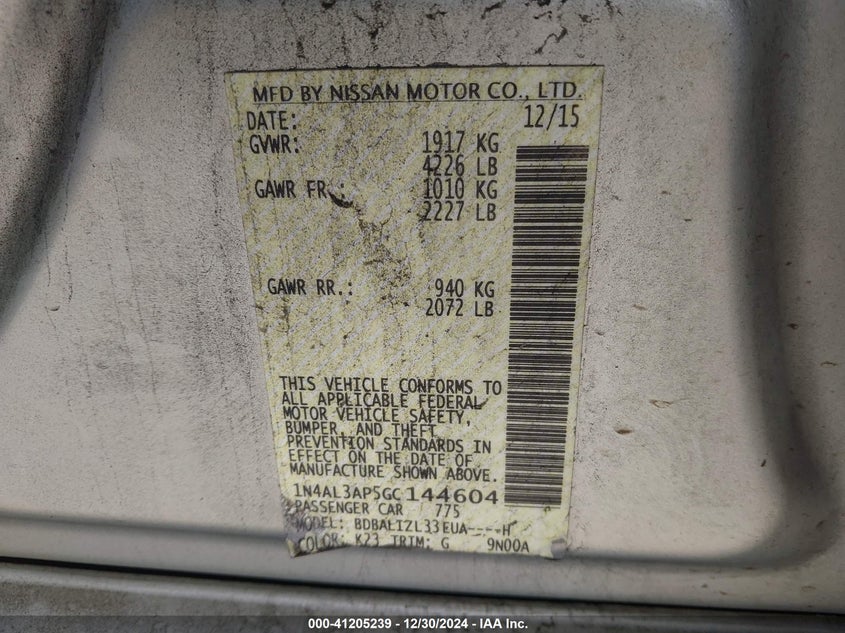 MFD BY NISSAN MOTOR CO., LTD.
DATE: 12/15
GVWR: 1917 KG
4226 LB
GAWR FR.: 1010 KG
2227 LB
GAWR RR.: 940 KG
2072 LB
THIS VEHICLE CONFORMS TO
ALL APPLICABLE FEDERAL
MOTOR VEHICLE SAFETY,
BUMPER, AND THEFT
PREVENTION STANDARDS IN
EFFECT ON THE DATE OF
MANUFACTURE SHOWN ABOVE.
1N4AL3AP5GC144604
PASSENGER CAR 775
MODEL: BDBALIZL33EUA----H
COLOR: K23 TRIM: G 9N00A
000-41205239 - 12/30/2024 - IAA Inc.